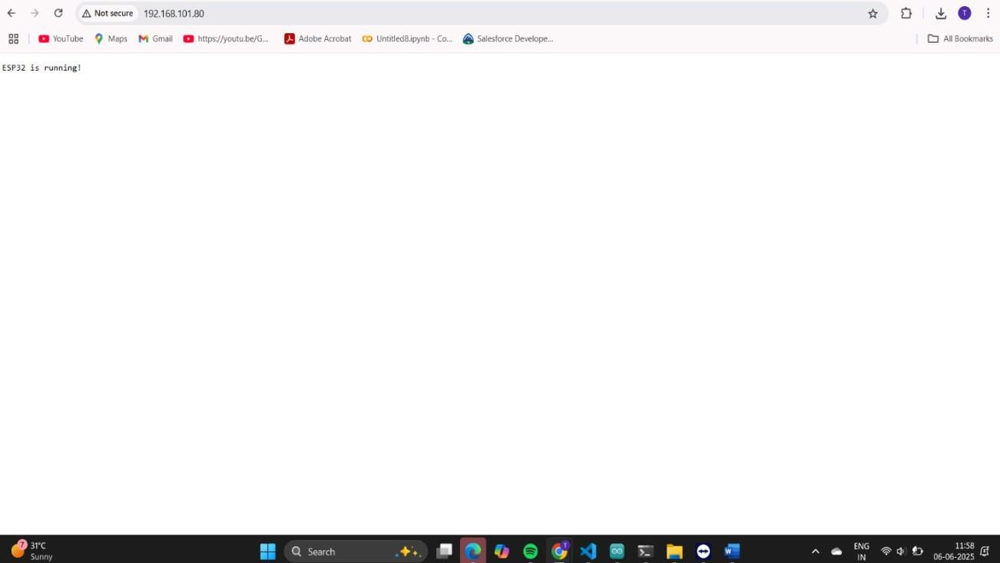 Not secure 192.168.101.80 T
YouTube Maps Gmail https://youtu.be/G... Adobe Acrobat Untitled8.ipynb - Co... Salesforce Develope... All Bookmarks
ESP32 is running!
7 31°C
Sunny
Search
T
ENG
IN
11:58
06-06-2025